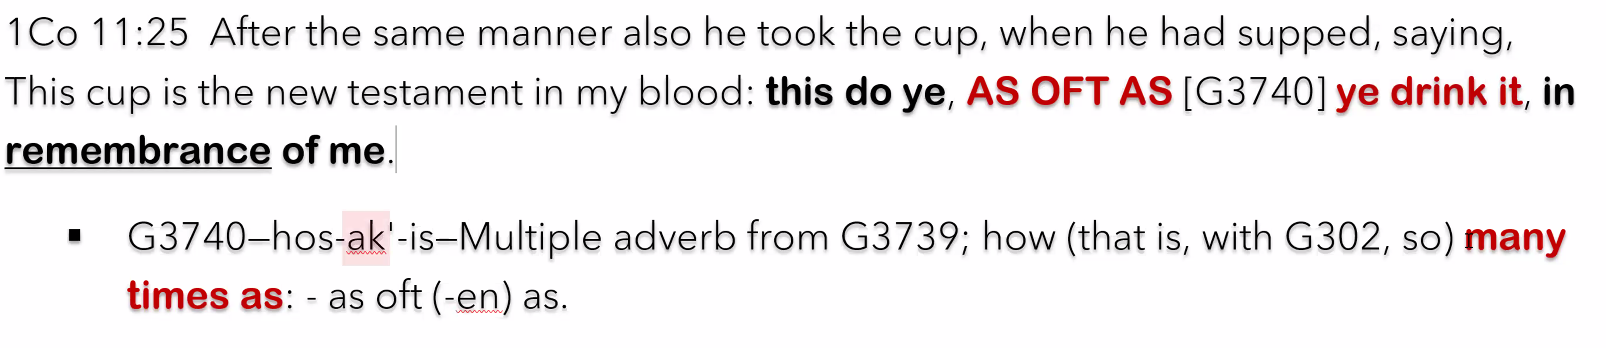 1Co 11:25 After the same manner also he took the cup, when he had supped, saying,
This cup is the new testament in my blood: this do ye, AS OFT AS [G3740] ye drink it, in
remembrance of me.
▪ G3740—hos-ak'-is—Multiple adverb from G3739; how (that is, with G302, so) many
times as: - as oft (-en) as.